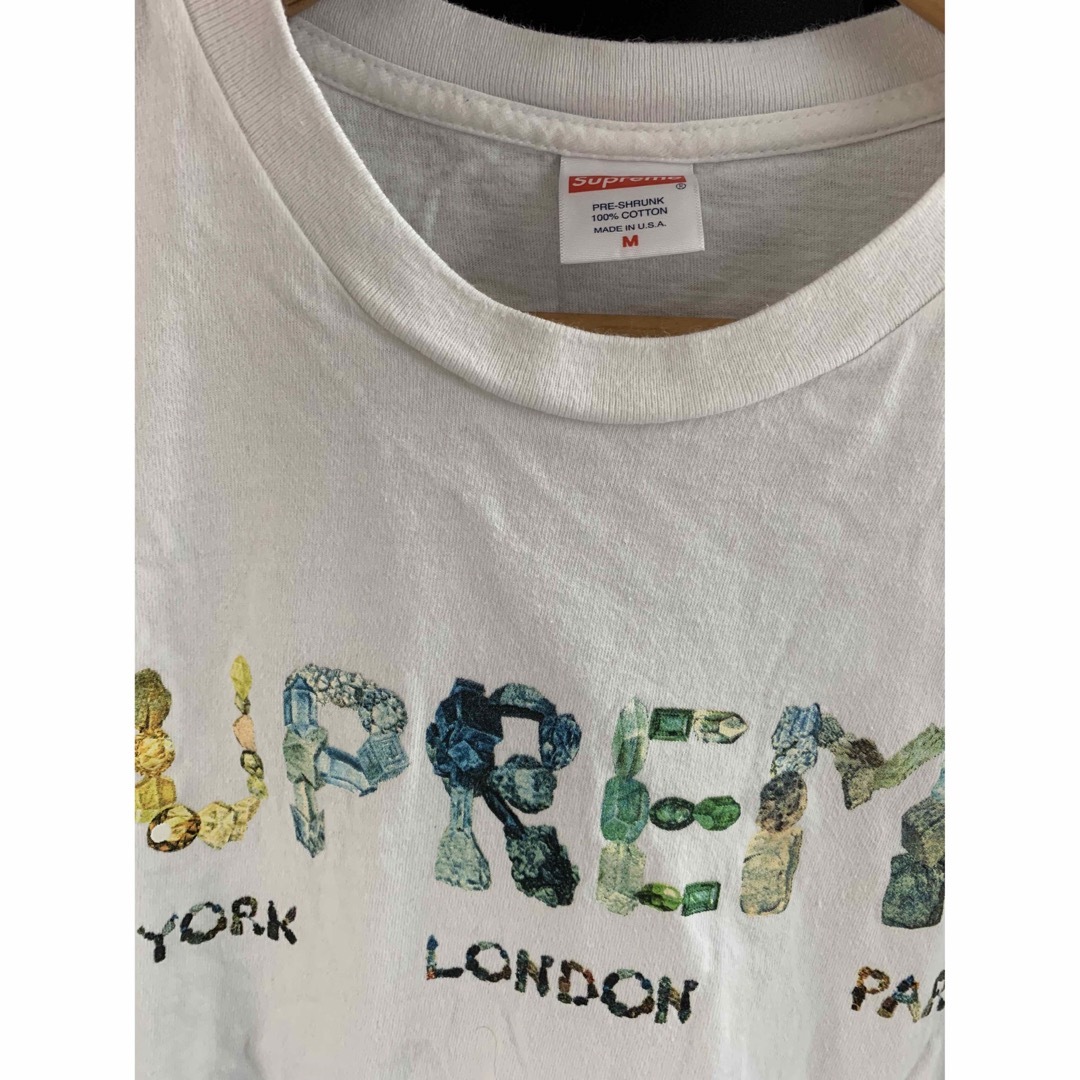 Supreme®
PRE-SHRUNK
100% COTTON
MADE IN U.S.A.
M
UPREM
YORK
LONDON
PAR